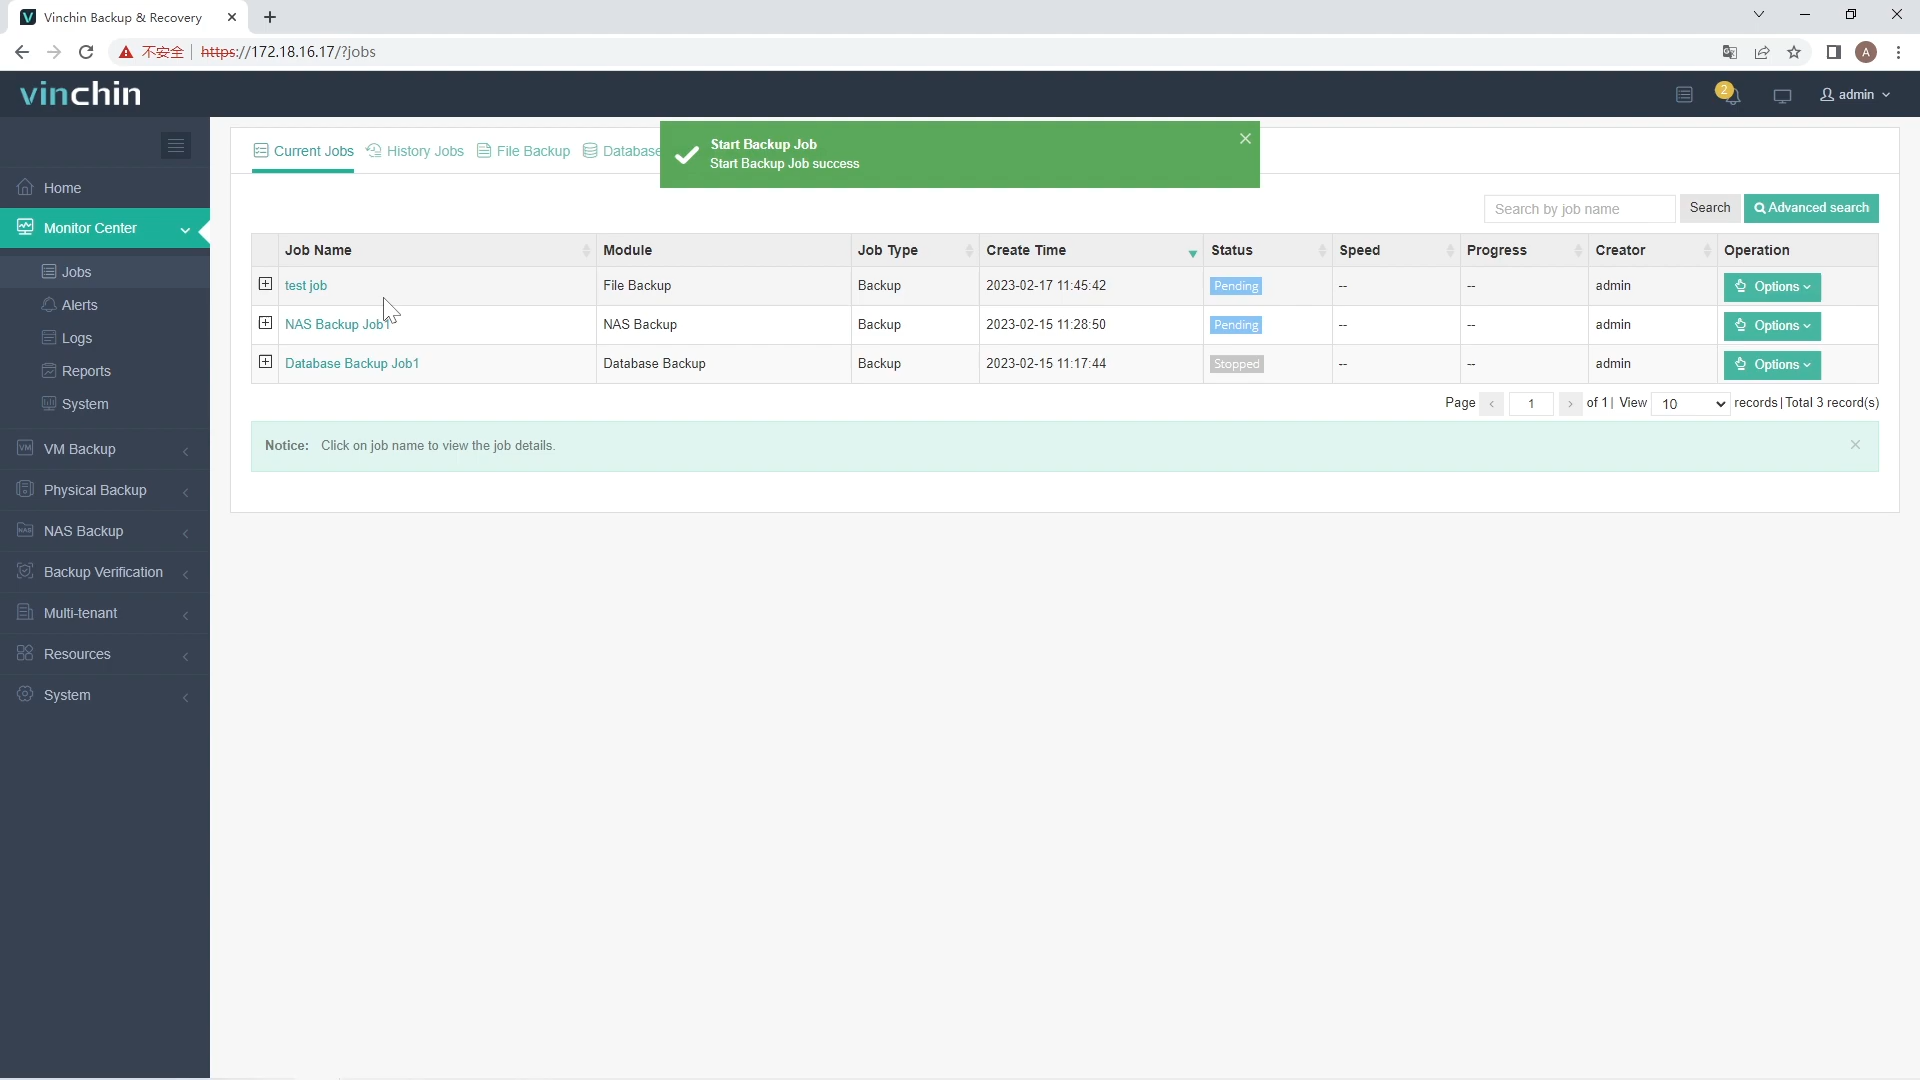 Vinchin Backup & Recovery
不安全 | https://172.18.16.17/?jobs
A
vinchin
2
admin
Home
Monitor Center
Jobs
Alerts
Logs
Reports
System
VM Backup
Physical Backup
NAS Backup
Backup Verification
Multi-tenant
Resources
System
Current Jobs History Jobs File Backup Database
Start Backup Job
Start Backup Job success
Search by job name Search Advanced search
Job Name Module Job Type Create Time Status Speed Progress Creator Operation
test job File Backup Backup 2023-02-17 11:45:42 Pending -- -- admin Options
NAS Backup Job1 NAS Backup Backup 2023-02-15 11:28:50 Pending -- -- admin Options
Database Backup Job1 Database Backup Backup 2023-02-15 11:17:44 Stopped -- -- admin Options
Page < 1 > of 1 | View 10 records | Total 3 record(s)
Notice: Click on job name to view the job details.